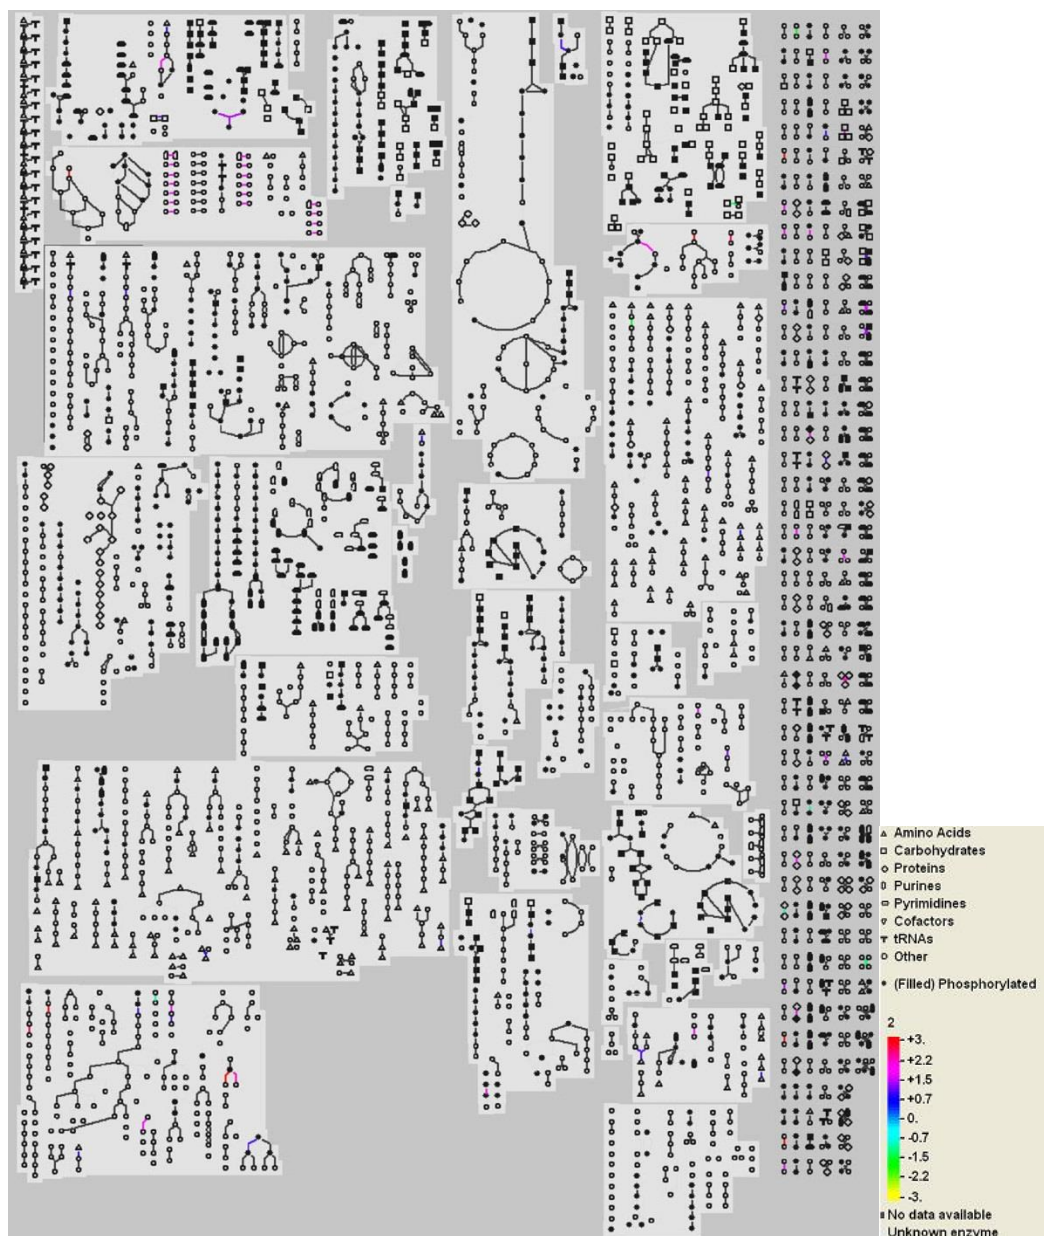 Amino Acids
Carbohydrates
Proteins
Purines
Pyrimidines
Cofactors
tRNAs
Other
(Filled) Phosphorylated
2
+3.
+2.2
+1.5
+0.7
0.
-0.7
-1.5
-2.2
-3.
No data available
Unknown enzyme